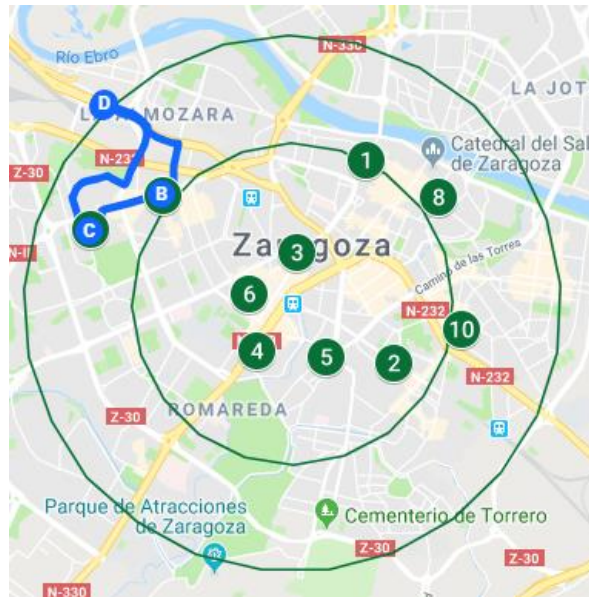 N-330
Río Ebro
LA JOT
D
LA ALMOZARA
Catedral del Sal
de Zaragoza
N-232
1
Z-30
B
8
C
N-II
Zaragoza
3
Camino de las Torres
6
N-232
10
4
5
2
N-232
ROMAREDA
Z-30
Parque de Atracciones
de Zaragoza
Cementerio de Torrero
Z-30
N-330